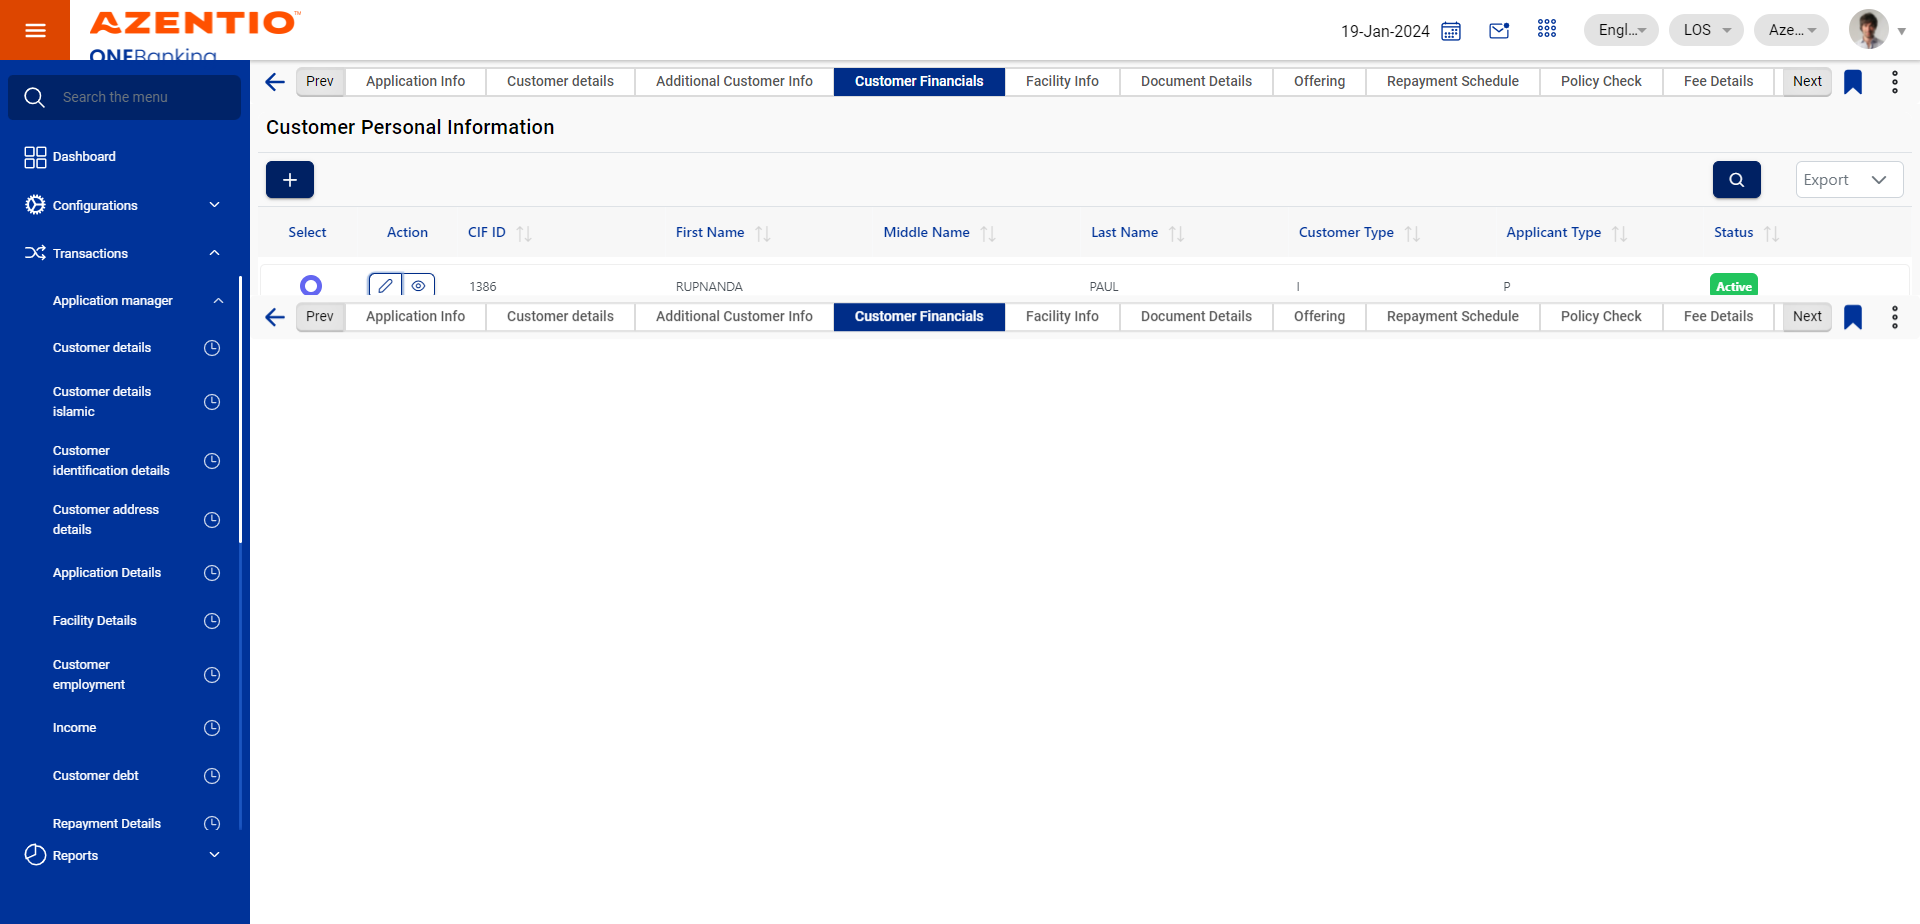 AZENTIO™
ONEBanking
19-Jan-2024
Engl...
LOS
Aze...
Search the menu
Dashboard
Configurations
Transactions
Application manager
Customer details
Customer details
islamic
Customer
identification details
Customer address
details
Application Details
Facility Details
Customer
employment
Income
Customer debt
Repayment Details
Reports
Prev Application Info Customer details Additional Customer Info Customer Financials Facility Info Document Details Offering Repayment Schedule Policy Check Fee Details Next
Customer Personal Information
+
Export
Select Action CIF ID First Name Middle Name Last Name Customer Type Applicant Type Status
1386 RUPNANDA PAUL I P Active
Prev Application Info Customer details Additional Customer Info Customer Financials Facility Info Document Details Offering Repayment Schedule Policy Check Fee Details Next